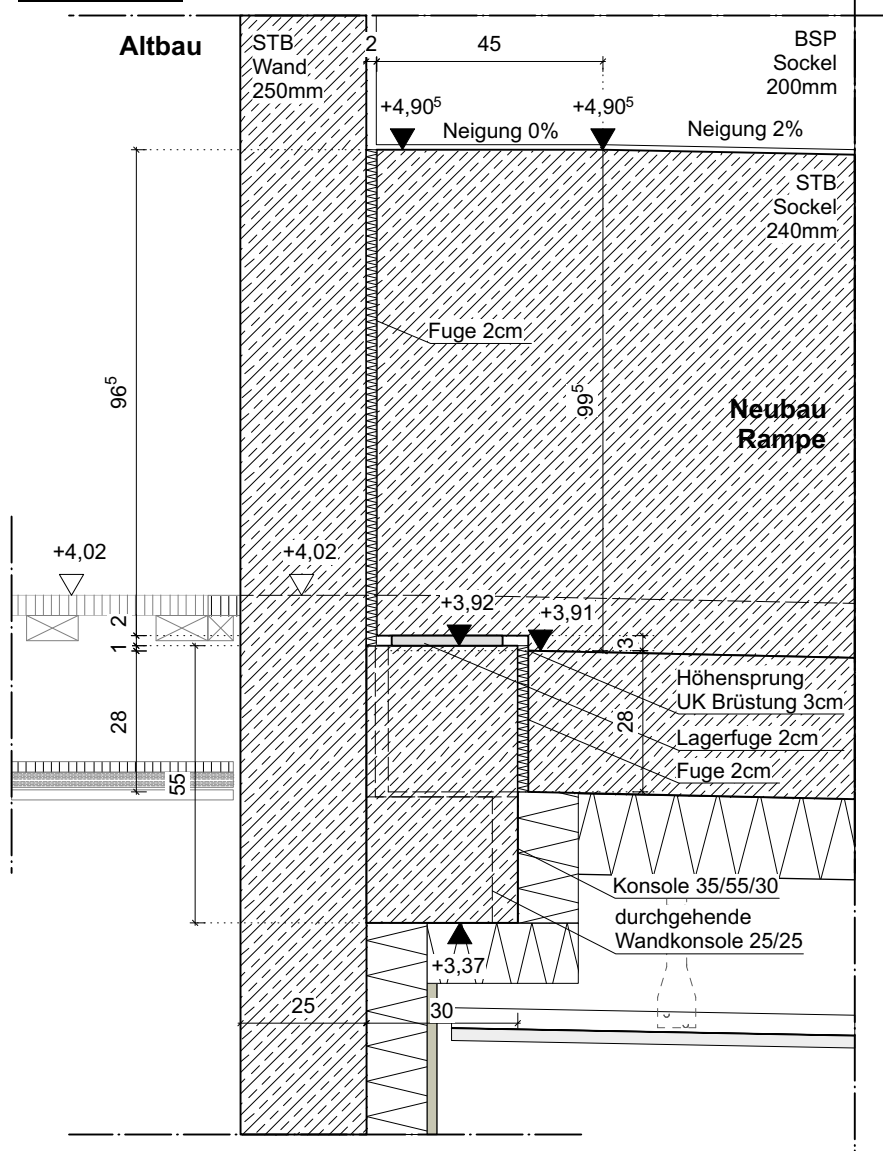 Altbau
STB
Wand
250mm
2
45
BSP
Sockel
200mm
+4,90⁵
+4,90⁵
Neigung 0%
Neigung 2%
STB
Sockel
240mm
Fuge 2cm
96⁵
99⁵
Neubau
Rampe
+4,02
+4,02
+3,92
+3,91
2
1
3
28
28
55
Höhensprung
UK Brüstung 3cm
Lagerfuge 2cm
Fuge 2cm
Konsole 35/55/30
durchgehende
Wandkonsole 25/25
+3,37
25
30